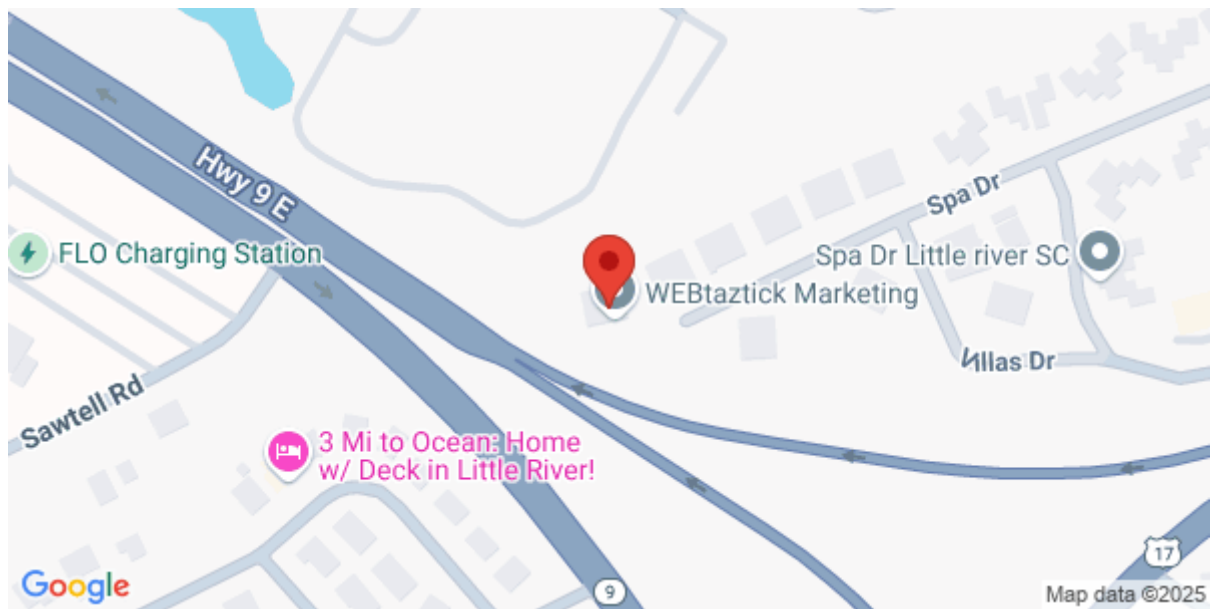 Hwy 9 E
Spa Dr
FLO Charging Station
Spa Dr Little river SC
WEBtaztick Marketing
Villas Dr
Sawtell Rd
3 Mi to Ocean: Home
w/ Deck in Little River!
17
9
Google
Map data ©2025